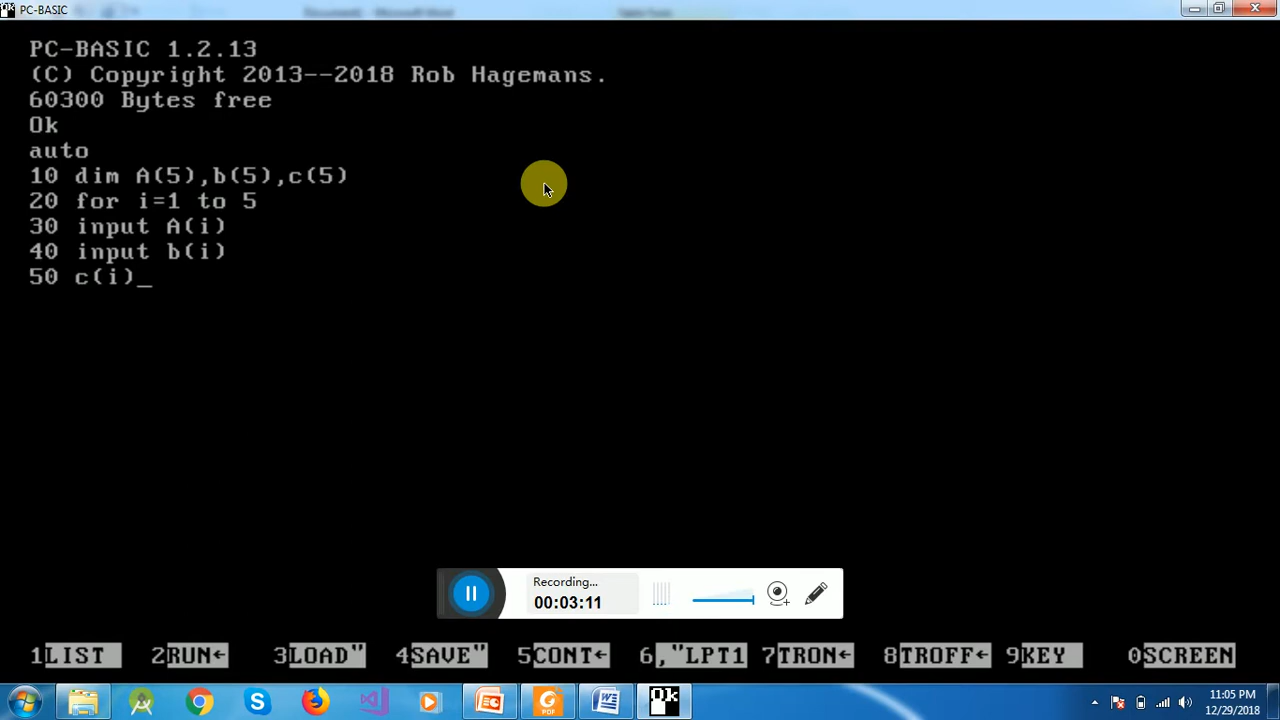 PC-BASIC
PC-BASIC 1.2.13
(C) Copyright 2013--2018 Rob Hagemans.
60300 Bytes free
Ok
auto
10 dim A(5),b(5),c(5)
20 for i=1 to 5
30 input A(i)
40 input b(i)
50 c(i)_
Recording...
00:03:11
1LIST 2RUN← 3LOAD" 4SAVE" 5CONT← 6,"LPT1 7TRON← 8TROFF← 9KEY 0SCREEN
Ok
11:05 PM
12/29/2018